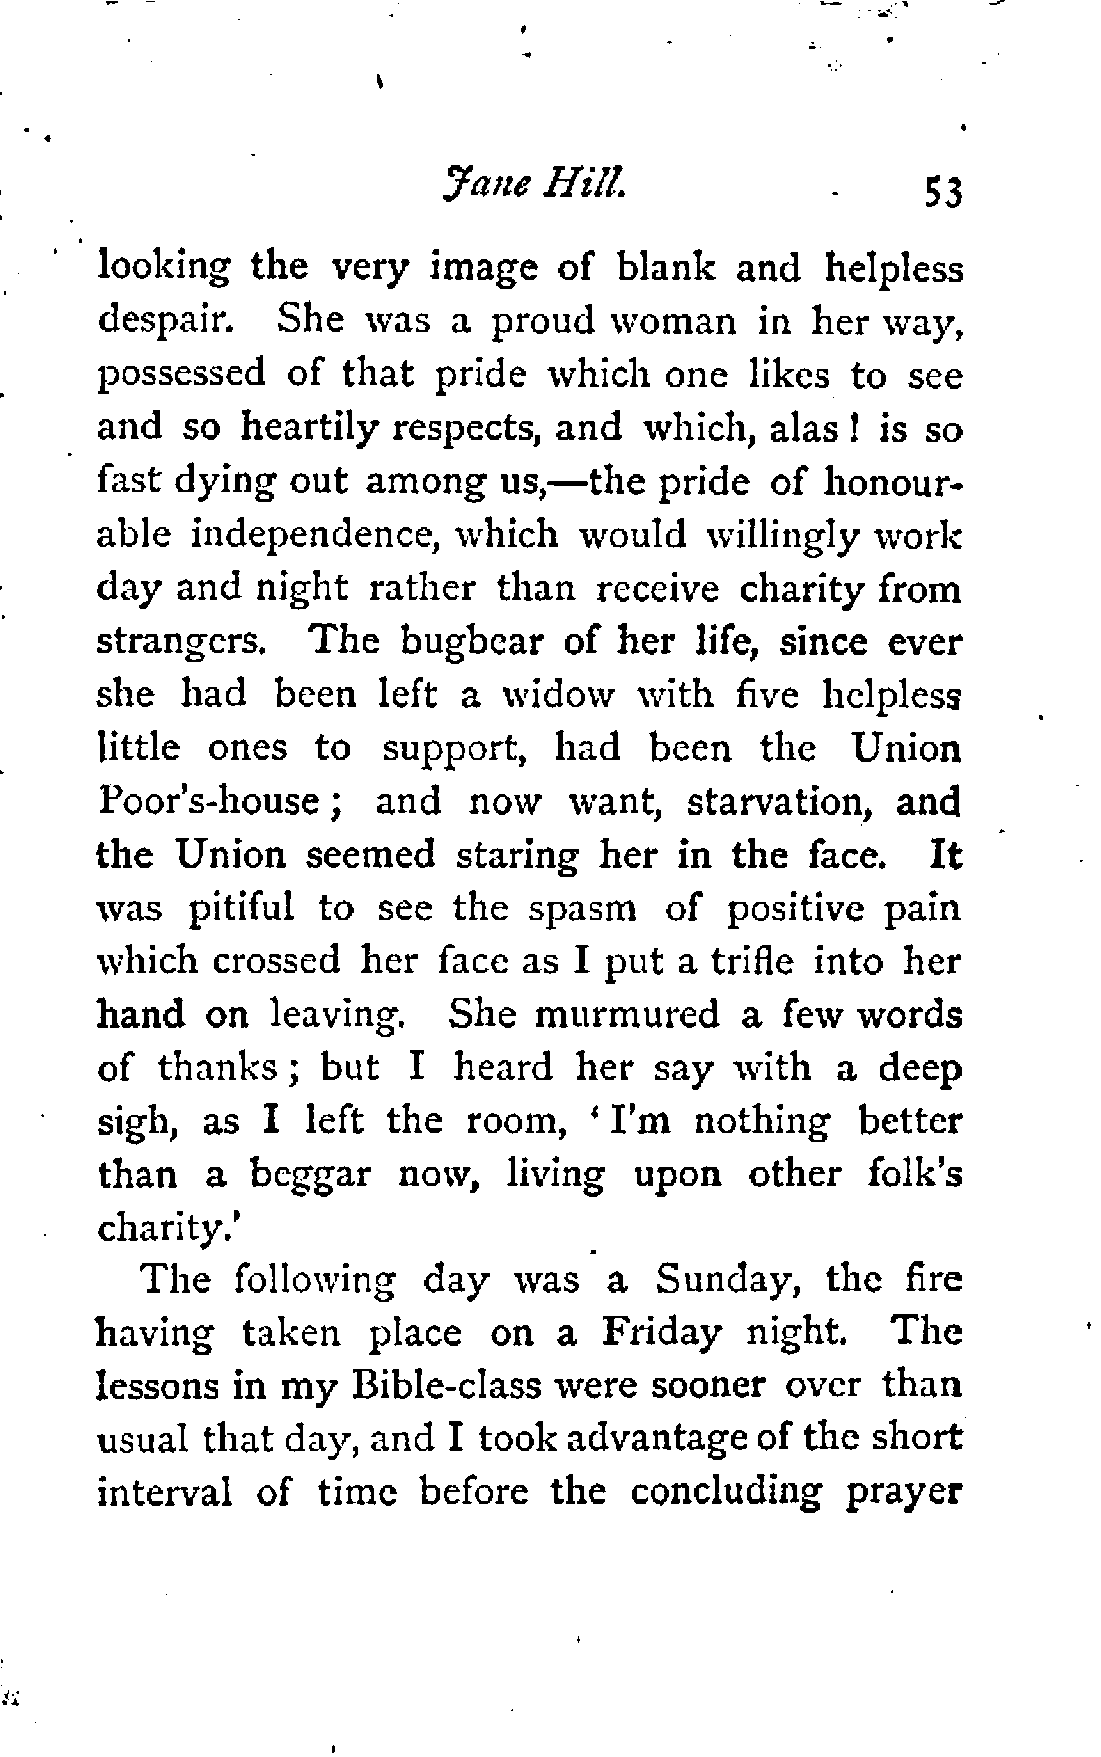 Jane Hill. 53
looking the very image of blank and helpless
despair. She was a proud woman in her way,
possessed of that pride which one likes to see
and so heartily respects, and which, alas ! is so
fast dying out among us,—the pride of honour-
able independence, which would willingly work
day and night rather than receive charity from
strangers. The bugbear of her life, since ever
she had been left a widow with five helpless
little ones to support, had been the Union
Poor's-house ; and now want, starvation, and
the Union seemed staring her in the face. It
was pitiful to see the spasm of positive pain
which crossed her face as I put a trifle into her
hand on leaving. She murmured a few words
of thanks ; but I heard her say with a deep
sigh, as I left the room, ‘ I'm nothing better
than a beggar now, living upon other folk's
charity.’
The following day was a Sunday, the fire
having taken place on a Friday night. The
lessons in my Bible-class were sooner over than
usual that day, and I took advantage of the short
interval of time before the concluding prayer